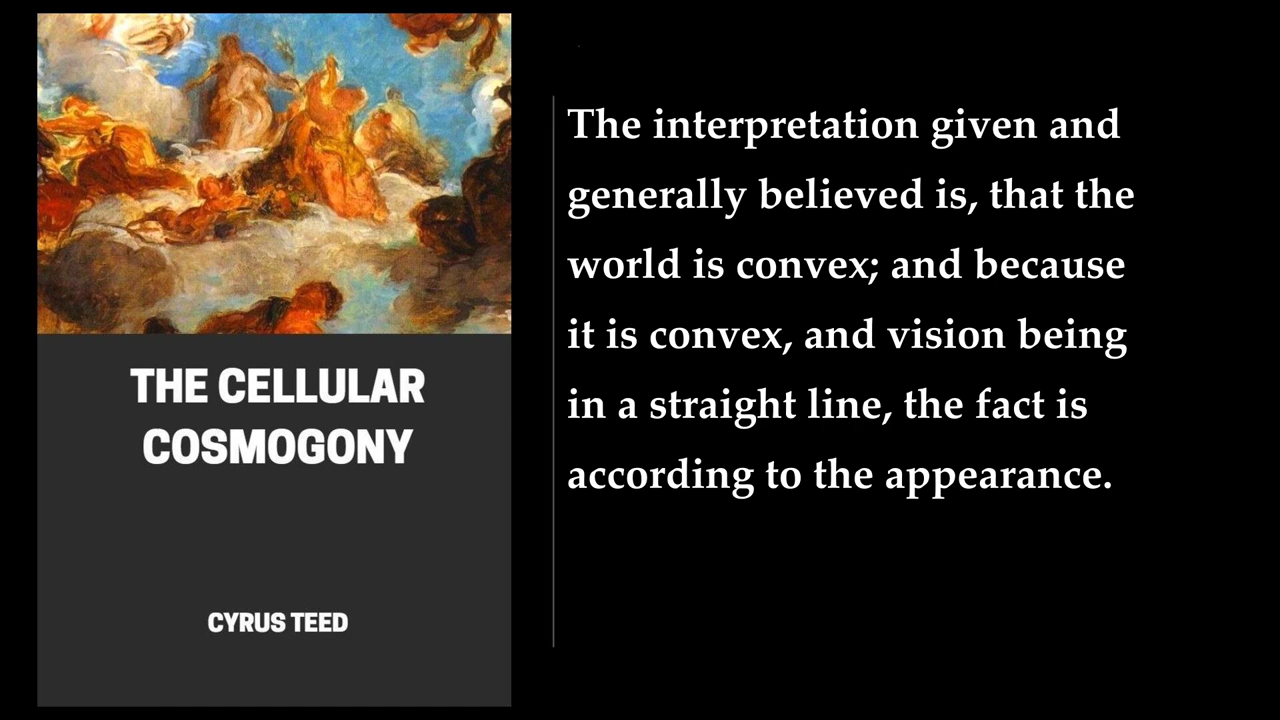 THE CELLULAR
COSMOGONY
CYRUS TEED
The interpretation given and
generally believed is, that the
world is convex; and because
it is convex, and vision being
in a straight line, the fact is
according to the appearance.